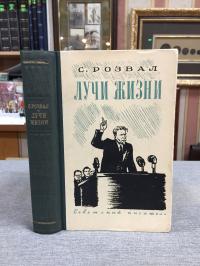 С. РОЗВАЛ
ЛУЧИ
ЖИЗНИ
С. РОЗВАЛ
ЛУЧИ ЖИЗНИ
Советский писатель